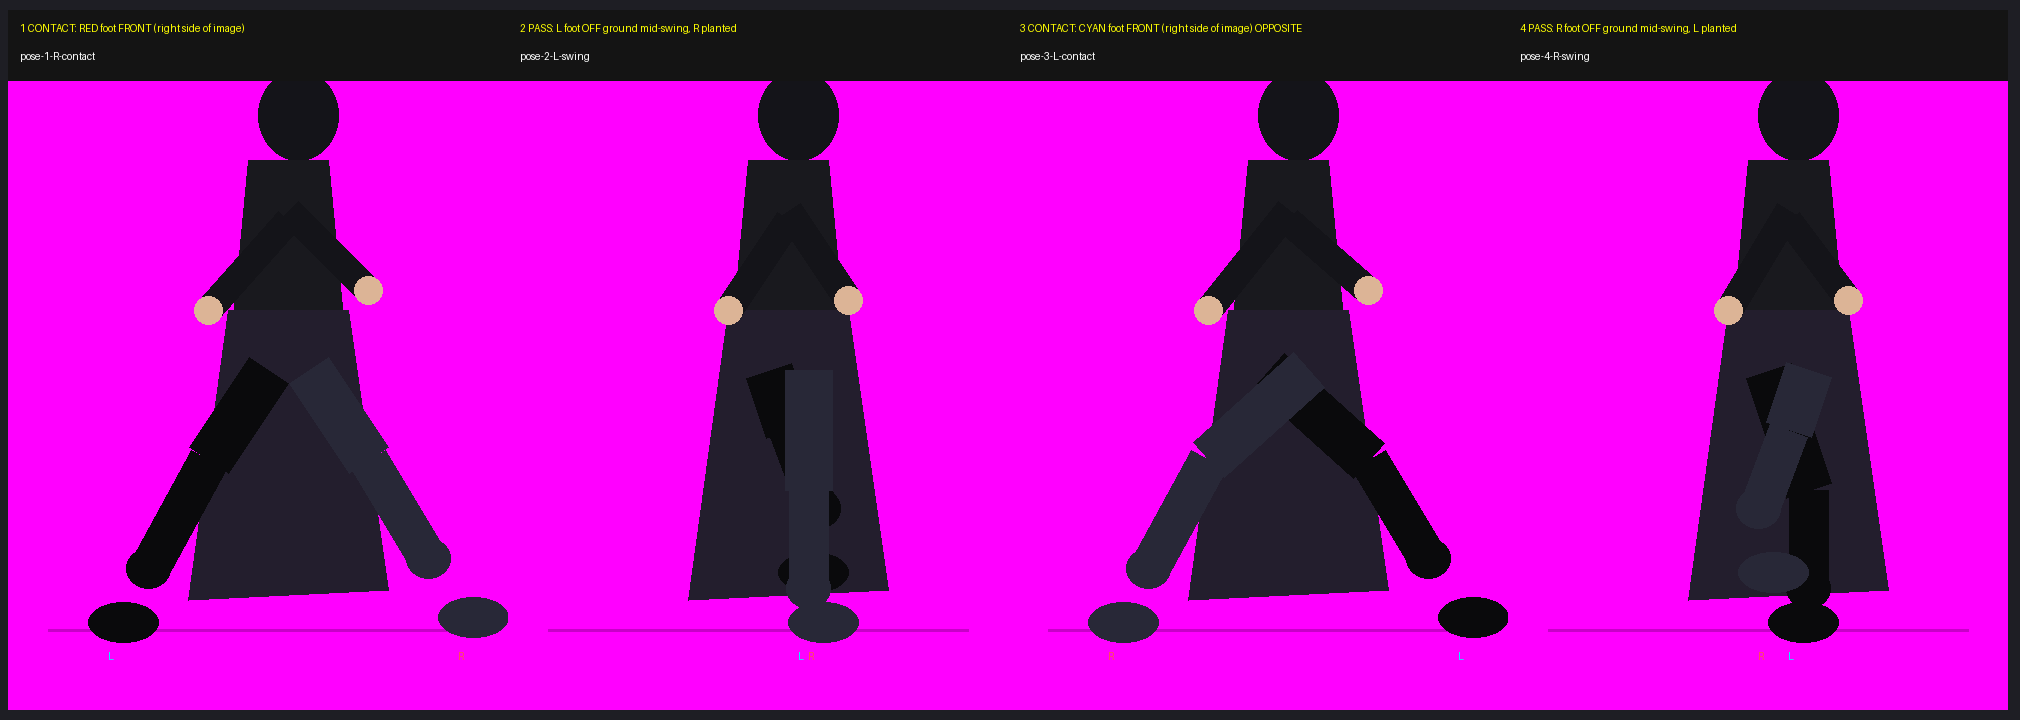 1 CONTACT: RED foot FRONT (right side of image)
pose-1-R-contact
2 PASS: L foot OFF ground mid-swing, R planted
pose-2-L-swing
3 CONTACT: CYAN foot FRONT (right side of image) OPPOSITE
pose-3-L-contact
4 PASS: R foot OFF ground mid-swing, L planted
pose-4-R-swing
L R
L R
R L
R L